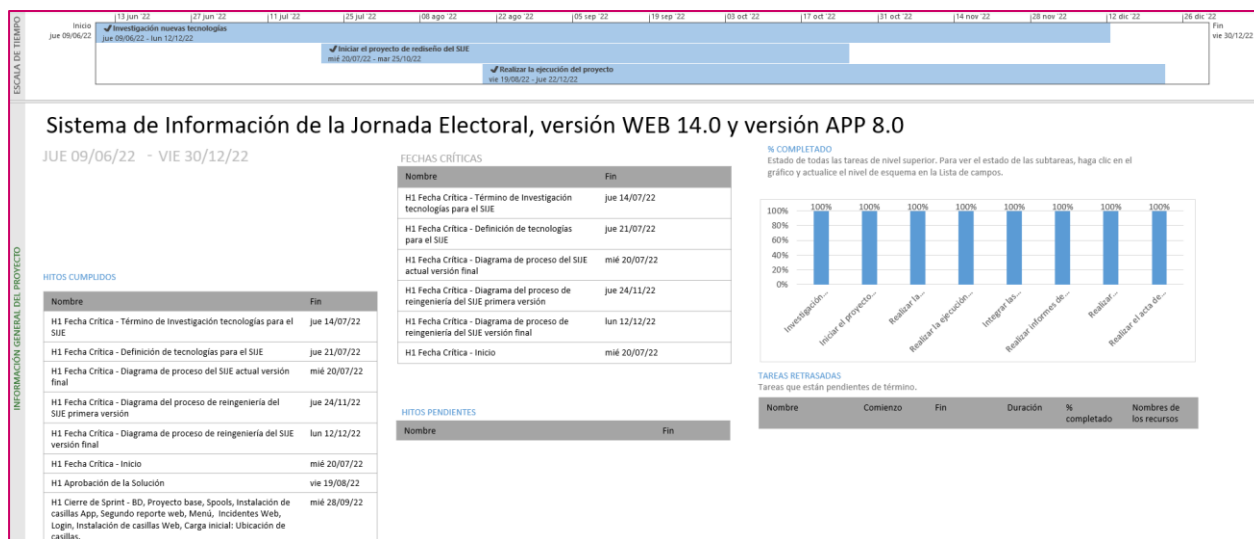 ESCALA DE TIEMPO
13 jun '22 27 jun '22 11 jul '22 25 jul '22 08 ago '22 22 ago '22 05 sep '22 19 sep '22 03 oct '22 17 oct '22 31 oct '22 14 nov '22 28 nov '22 12 dic '22 26 dic '22
Inicio
jue 09/06/22
✔Investigación nuevas tecnologías
jue 09/06/22 - lun 12/12/22
✔Iniciar el proyecto de rediseño del SIJE
mié 20/07/22 - mar 25/10/22
✔Realizar la ejecución del proyecto
vie 19/08/22 - jue 22/12/22
Fin
vie 30/12/22
INFORMACIÓN GENERAL DEL PROYECTO
Sistema de Información de la Jornada Electoral, versión WEB 14.0 y versión APP 8.0
JUE 09/06/22 - VIE 30/12/22
HITOS CUMPLIDOS
Nombre Fin
H1 Fecha Crítica - Término de Investigación tecnologías para el jue 14/07/22
SIJE
H1 Fecha Crítica - Definición de tecnologías para el SIJE jue 21/07/22
H1 Fecha Crítica - Diagrama de proceso del SIJE actual versión mié 20/07/22
final
H1 Fecha Crítica - Diagrama del proceso de reingeniería del jue 24/11/22
SIJE primera versión
H1 Fecha Crítica - Diagrama de proceso de reingeniería del SIJE lun 12/12/22
versión final
H1 Fecha Crítica - Inicio mié 20/07/22
H1 Aprobación de la Solución vie 19/08/22
H1 Cierre de Sprint - BD, Proyecto base, Spools, Instalación de mié 28/09/22
casillas App, Segundo reporte web, Menú, Incidentes Web,
Login, Instalación de casillas Web, Carga inicial: Ubicación de
casillas.
FECHAS CRÍTICAS
Nombre Fin
H1 Fecha Crítica - Término de Investigación jue 14/07/22
tecnologías para el SIJE
H1 Fecha Crítica - Definición de tecnologías jue 21/07/22
para el SIJE
H1 Fecha Crítica - Diagrama de proceso del SIJE mié 20/07/22
actual versión final
H1 Fecha Crítica - Diagrama del proceso de jue 24/11/22
reingeniería del SIJE primera versión
H1 Fecha Crítica - Diagrama de proceso de lun 12/12/22
reingeniería del SIJE versión final
H1 Fecha Crítica - Inicio mié 20/07/22
HITOS PENDIENTES
Nombre Fin
% COMPLETADO
Estado de todas las tareas de nivel superior. Para ver el estado de las subtareas, haga clic en el
gráfico y actualice el nivel de esquema en la Lista de campos.
100% 100% 100% 100% 100% 100% 100% 100%
100%
80%
60%
40%
20%
0%
Investigación...
Iniciar el proyecto...
Realizar la...
Realizar la ejecución...
Integrar las...
Realizar informes de...
Realizar...
Realizar el acta de...
TAREAS RETRASADAS
Tareas que están pendientes de término.
Nombre Comienzo Fin Duración % Nombres de
completado los recursos